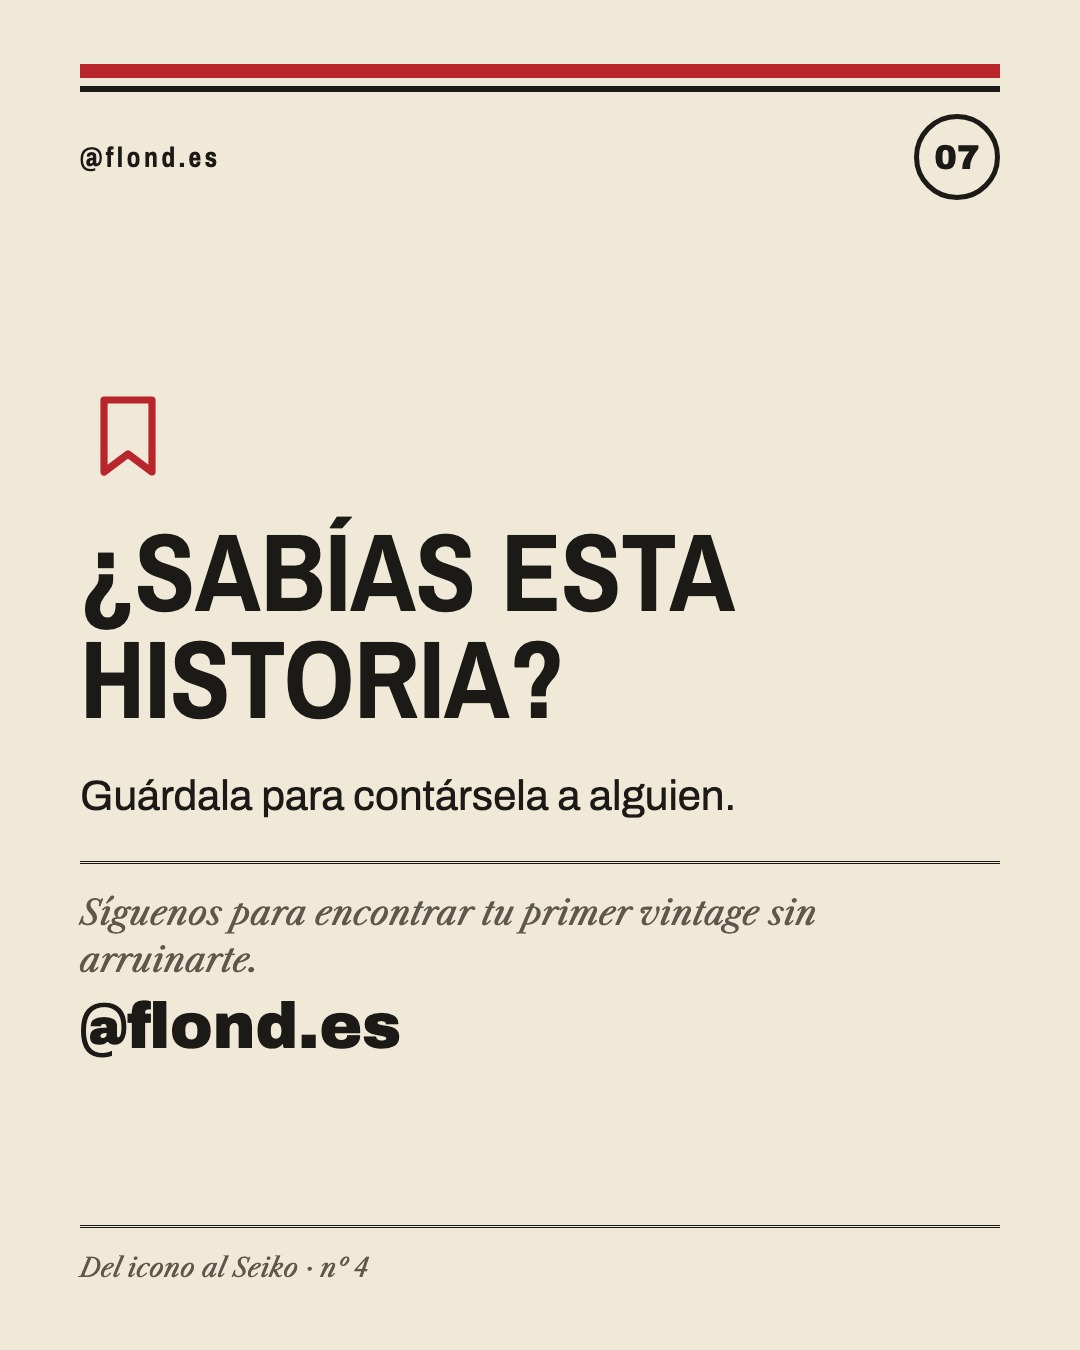 @flond.es
07
¿SABÍAS ESTA
HISTORIA?
Guárdala para contársela a alguien.
Síguenos para encontrar tu primer vintage sin
arruinarte.
@flond.es
Del icono al Seiko · nº 4